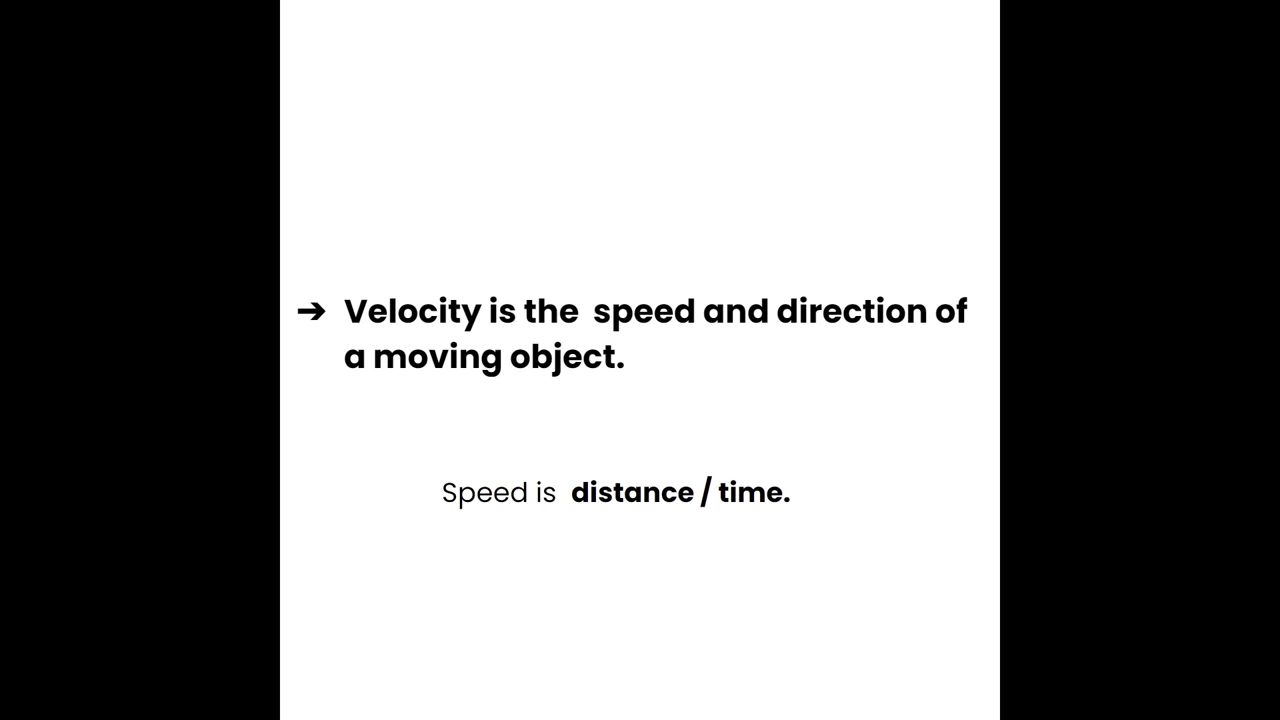 ➔ Velocity is the  speed and direction of
a moving object.
Speed is  distance / time.